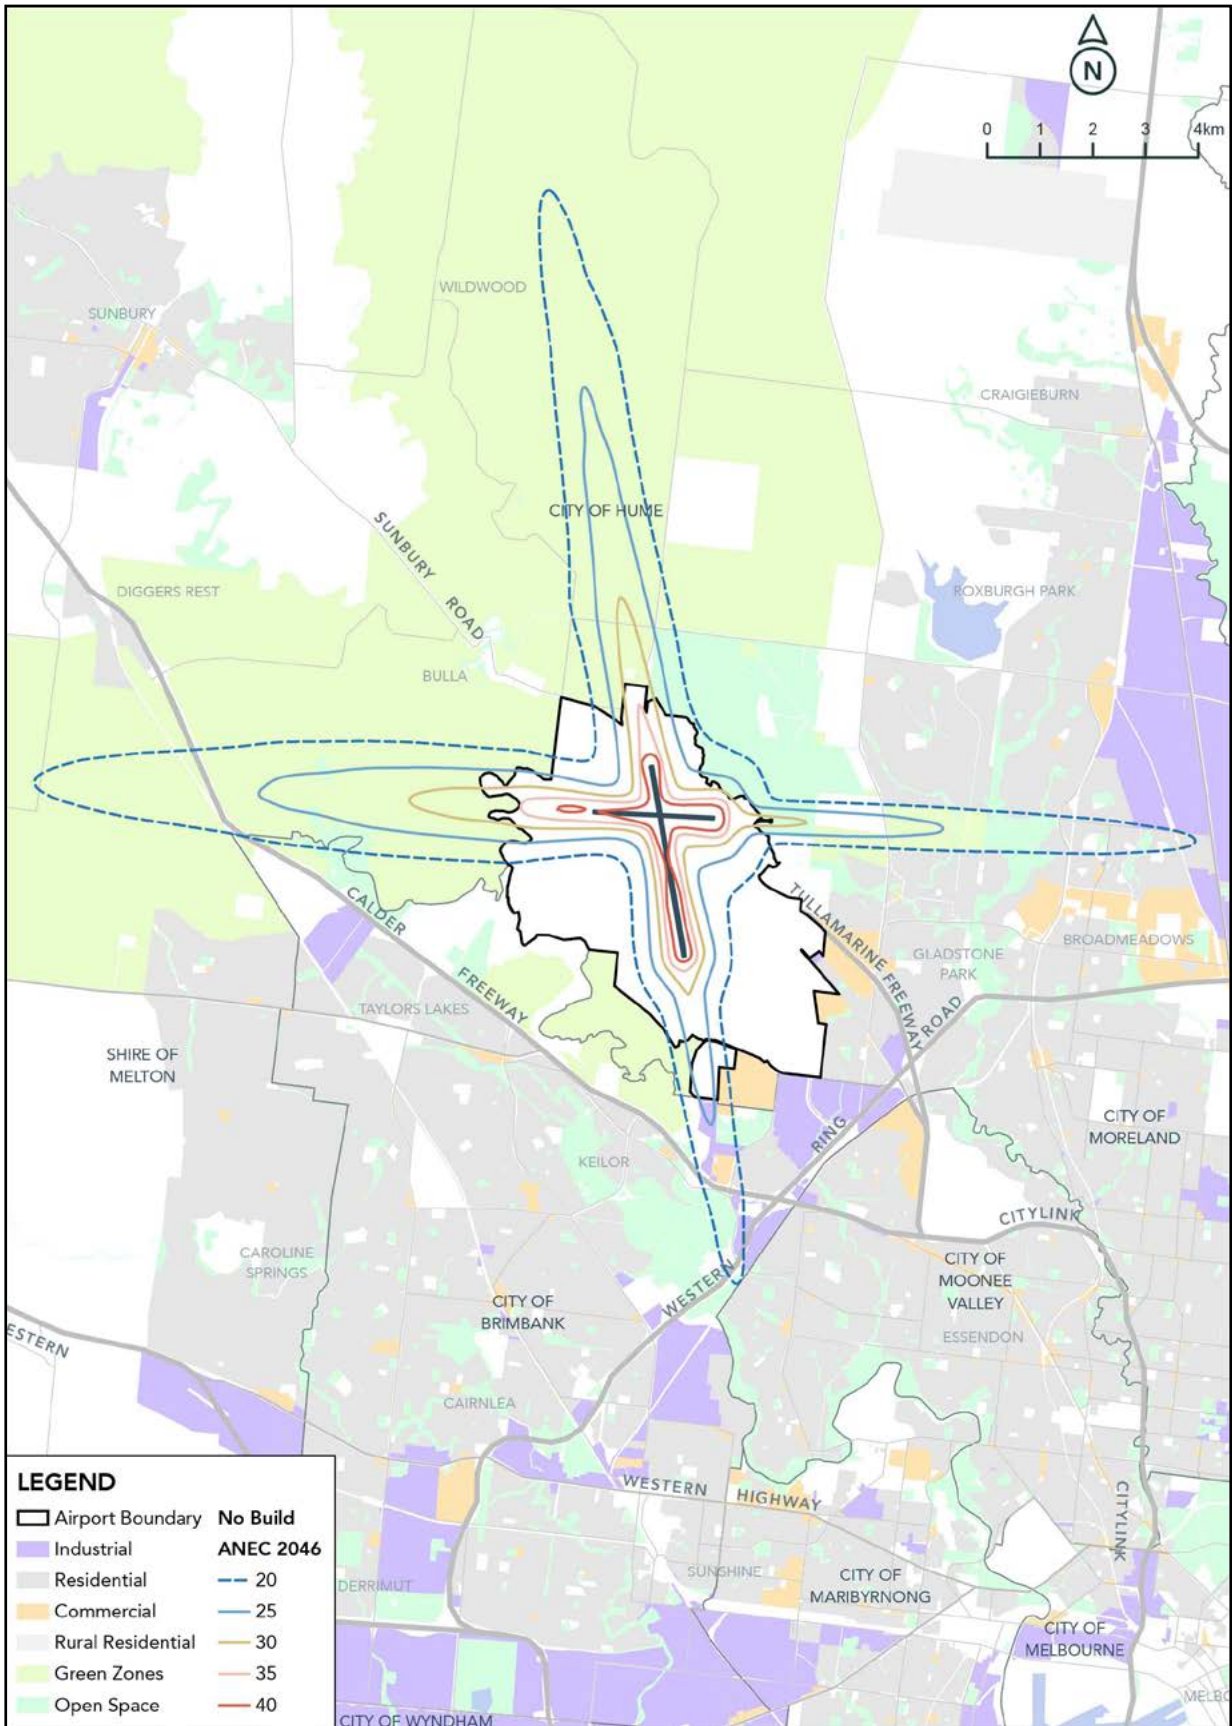 N
0 1 2 3 4km
WILDWOOD
SUNBURY
CRAIGIEBURN
CITY OF HUME
SUNBURY ROAD
DIGGERS REST
ROXBURGH PARK
BULLA
CALDER
FREEWAY
TULLAMARINE FREEWAY
GLADSTONE
PARK
BROADMEADOWS
TAYLORS LAKES
ROAD
SHIRE OF
MELTON
CITY OF
MORELAND
RING
KEILOR
CITYLINK
CAROLINE
SPRINGS
CITY OF
MOONEE
VALLEY
WESTERN
CITY OF
BRIMBANK
ESTERN
ESSENDON
CAIRNLEA
WESTERN HIGHWAY
CITYLINK
SUNSHINE
CITY OF
MARIBYRNONG
DERRIMUT
CITY OF
MELBOURNE
MELBO
CITY OF WYNDHAM
LEGEND
Airport Boundary No Build
Industrial ANEC 2046
Residential 20
Commercial 25
Rural Residential 30
Green Zones 35
Open Space 40